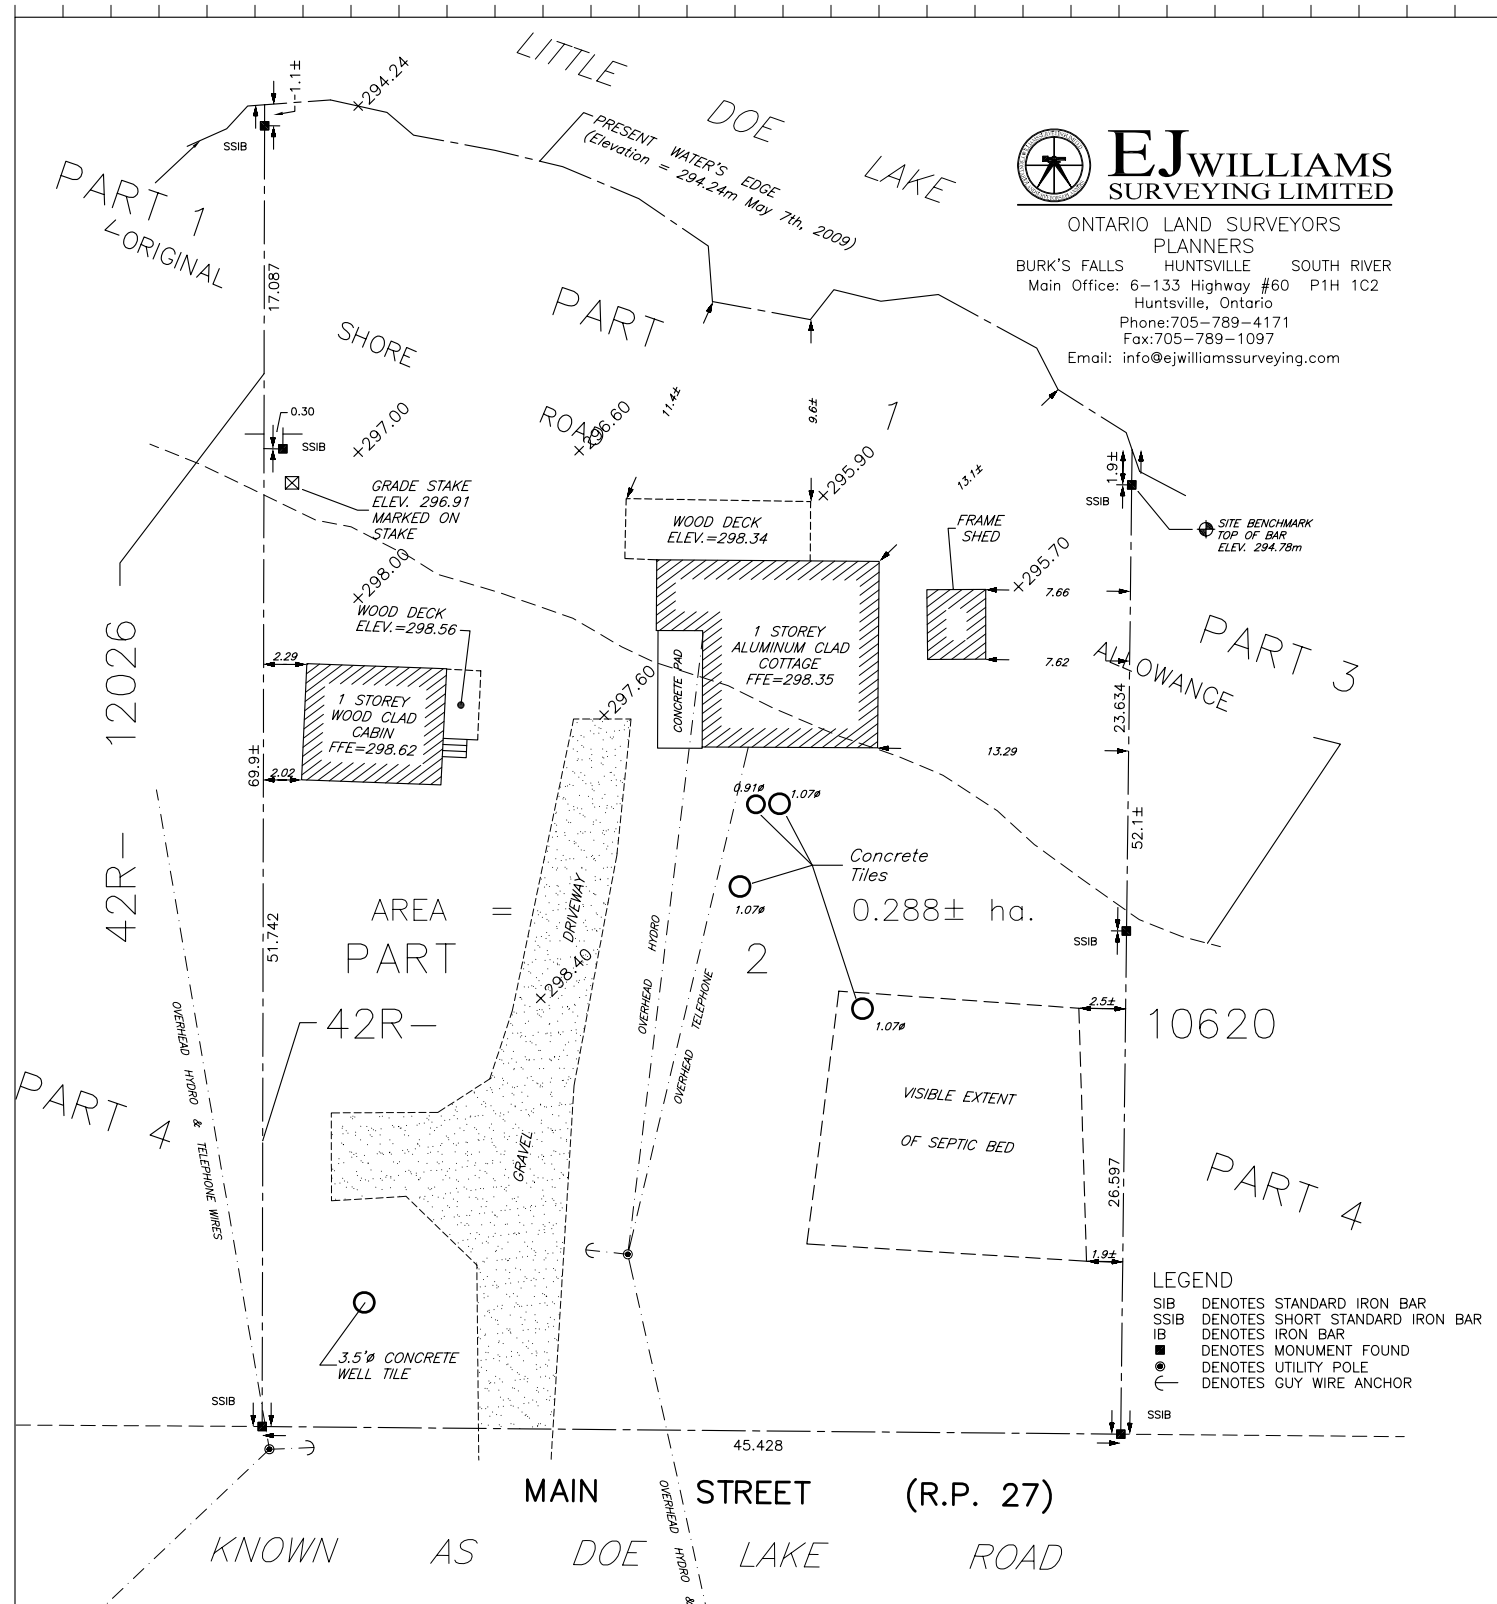 LITTLE
DOE
LAKE
1.1±
+294.24
SSIB
PRESENT WATER'S EDGE
(Elevation = 294.24m May 7th, 2009)
EJWILLIAMS
SURVEYING LIMITED
ONTARIO LAND SURVEYORS
PLANNERS
BURK'S FALLS HUNTSVILLE SOUTH RIVER
Main Office: 6-133 Highway #60 P1H 1C2
Huntsville, Ontario
Phone:705-789-4171
Fax:705-789-1097
Email: info@ejwilliamssurveying.com
PART 1
ORIGINAL
17.087
SHORE
PART
1
ROAD
0.30
SSIB
+297.00
+296.60
11.4±
9.6±
+295.90
13.1±
1.9±
SSIB
GRADE STAKE
ELEV. 296.91
MARKED ON
STAKE
WOOD DECK
ELEV.=298.34
FRAME
SHED
SITE BENCHMARK
TOP OF BAR
ELEV. 294.78m
+298.00
+295.70
7.66
WOOD DECK
ELEV.=298.56
42R- 12026
2.29
1 STOREY
WOOD CLAD
CABIN
FFE=298.62
2.02
69.9±
+297.60
CONCRETE PAD
1 STOREY
ALUMINUM CLAD
COTTAGE
FFE=298.35
7.62
ALLOWANCE
PART 3
23.634
13.29
0.91ø
1.07ø
Concrete
Tiles
1.07ø
52.1±
AREA =
0.288± ha.
PART
2
51.742
DRIVEWAY
+298.40
OVERHEAD HYDRO
OVERHEAD TELEPHONE
SSIB
2.5±
1.07ø
42R-
10620
OVERHEAD HYDRO & TELEPHONE WIRES
PART 4
GRAVEL
VISIBLE EXTENT
OF SEPTIC BED
26.597
PART 4
1.9±
3.5'ø CONCRETE
WELL TILE
LEGEND
SIB DENOTES STANDARD IRON BAR
SSIB DENOTES SHORT STANDARD IRON BAR
IB DENOTES IRON BAR
DENOTES MONUMENT FOUND
DENOTES UTILITY POLE
DENOTES GUY WIRE ANCHOR
SSIB
SSIB
45.428
MAIN STREET (R.P. 27)
OVERHEAD HYDRO &
KNOWN AS DOE LAKE ROAD